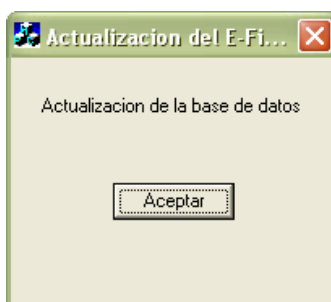 Actualizacion del E-Fi...
Actualizacion de la base de datos
Aceptar